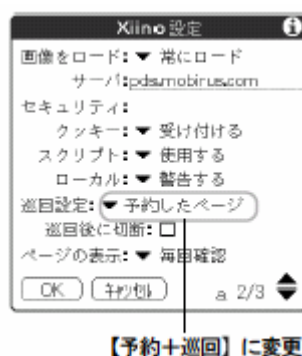 Xiino 設定
画像をロード: ▼ 常にロード
サーバ: pds.mobirus.com
セキュリティ:
クッキー: ▼ 受け付ける
スクリプト: ▼ 使用する
ローカル: ▼ 警告する
巡回設定: ▼ 予約したページ
巡回後に切断:
ページの表示: ▼ 毎回確認
OK キャンセル a 2/3
【予約+巡回】に変更